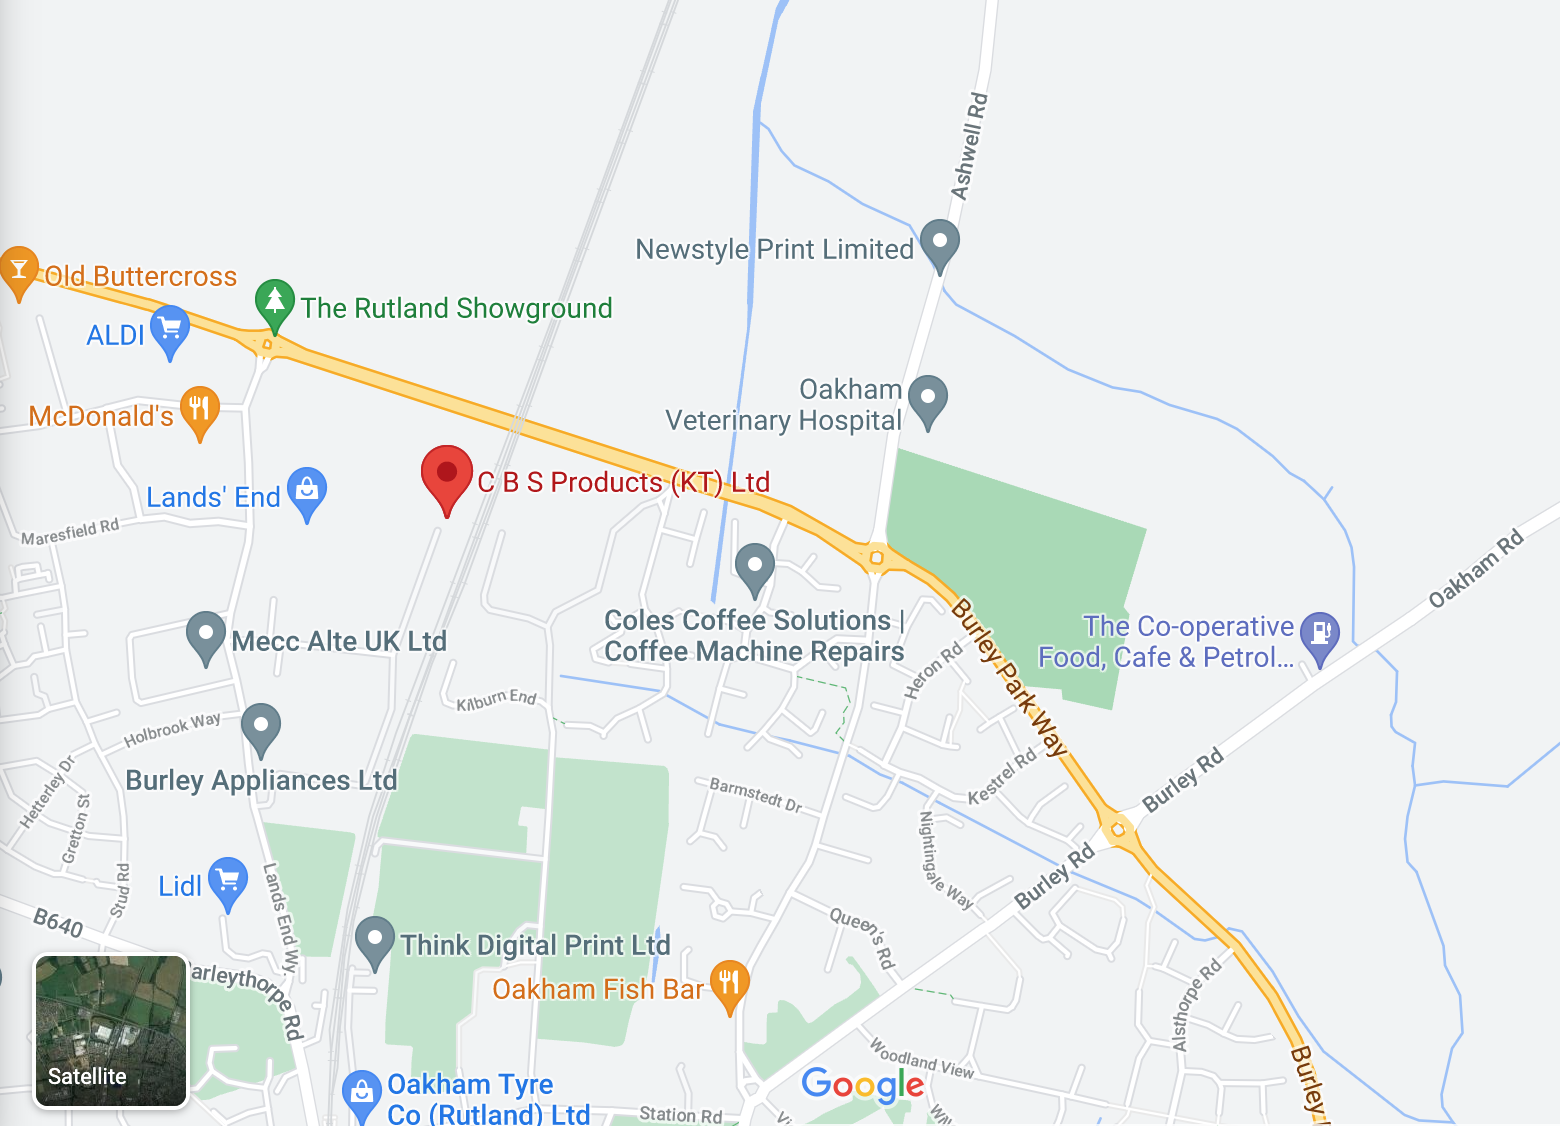 Ashwell Rd
Newstyle Print Limited
Old Buttercross
The Rutland Showground
ALDI
Oakham
Veterinary Hospital
McDonald's
C B S Products (KT) Ltd
Lands' End
Maresfield Rd
Oakham Rd
Coles Coffee Solutions |
Coffee Machine Repairs
Burley Park Way
The Co-operative
Food, Cafe & Petrol...
Mecc Alte UK Ltd
Heron Rd
Kilburn End
Holbrook Way
Burley Appliances Ltd
Hetterley Dr
Gretton St
Kestrel Rd
Burley Rd
Barmstedt Dr
Nightingale Way
Burley Rd
Lidl
Stud Rd
Lands End Wy.
B640
Queen's Rd
Think Digital Print Ltd
Oakham Fish Bar
arleythorpe Rd
Alsthorpe Rd
Satellite
Woodland View
Google
Burley
Oakham Tyre
Co (Rutland) Ltd
Station Rd